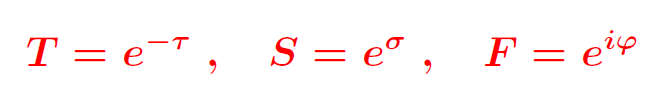 T = e^{-τ} , S = e^{σ} , F = e^{iφ}